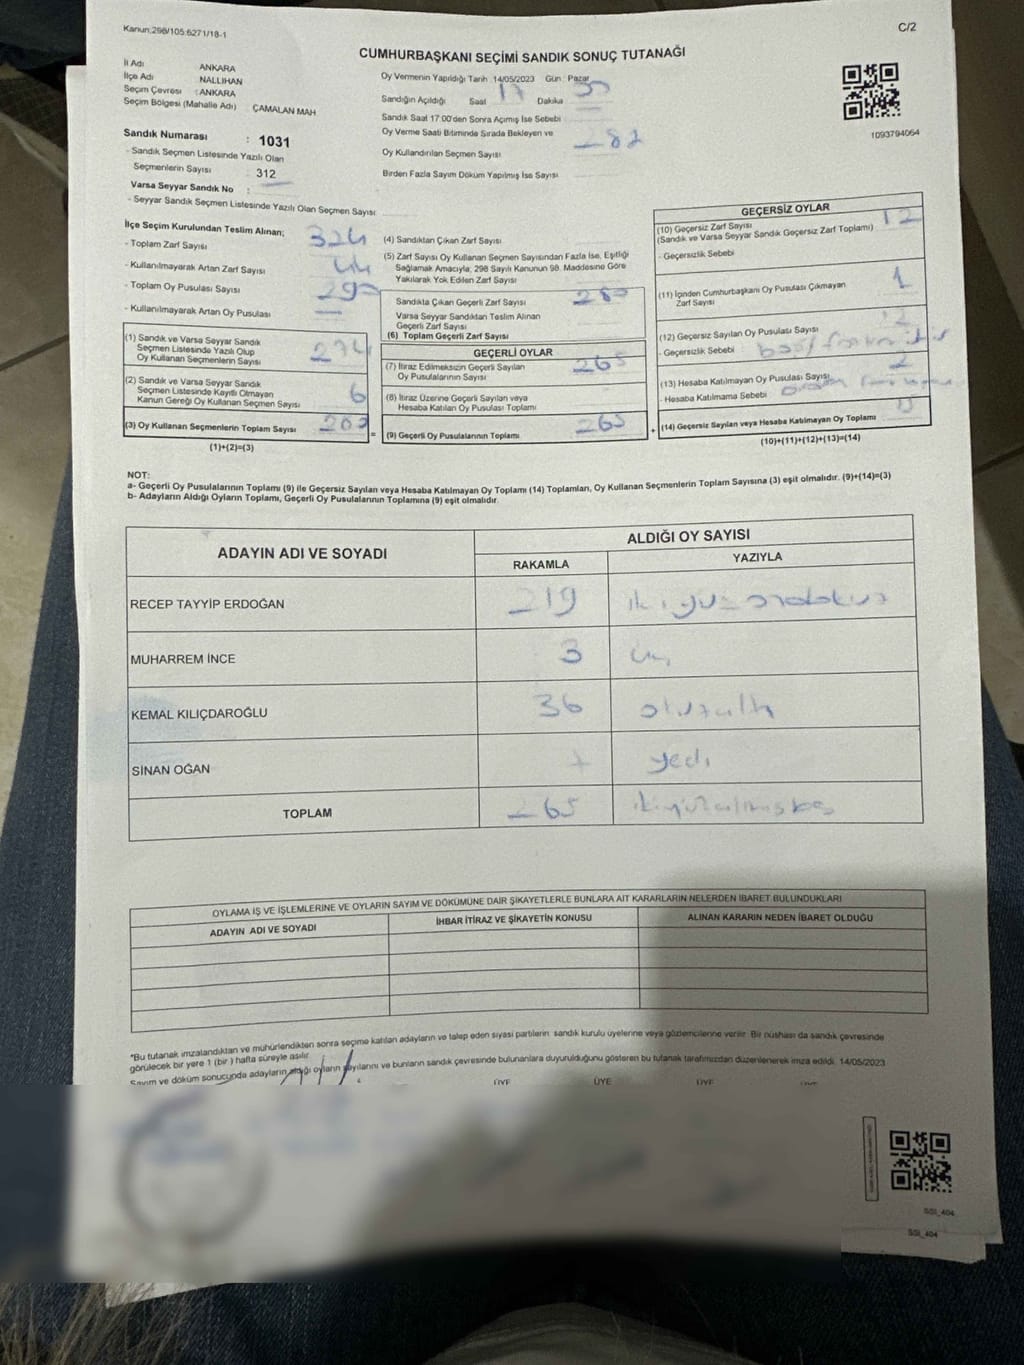 Kanun:298/105:6271/18-1
C/2
CUMHURBAŞKANI SEÇİMİ SANDIK SONUÇ TUTANAĞI
İl Adı ANKARA
İlçe Adı NALLIHAN
Seçim Çevresi : ANKARA
Seçim Bölgesi (Mahalle Adı) ÇAMALAN MAH
Sandık Numarası : 1031
- Sandık Seçmen Listesinde Yazılı Olan
Seçmenlerin Sayısı 312
Varsa Seyyar Sandık No :
- Seyyar Sandık Seçmen Listesinde Yazılı Olan Seçmen Sayısı
Oy Vermenin Yapıldığı Tarih 14/05/2023 Gün : Pazar
Sandığın Açıldığı Saat 17 Dakika
Sandık Saat 17:00'den Sonra Açımış İse Sebebi
Oy Verme Saati Bitiminde Sırada Bekleyen ve
Oy Kullandırılan Seçmen Sayısı
Birden Fazla Sayım Döküm Yapılmış İse Sayısı
1093794064
İlçe Seçim Kurulundan Teslim Alınan;
- Toplam Zarf Sayısı 324
- Kullanılmayarak Artan Zarf Sayısı 44
- Toplam Oy Pusulası Sayısı
- Kullanılmayarak Artan Oy Pusulası
(1) Sandık ve Varsa Seyyar Sandık
Seçmen Listesinde Yazılı Olup
Oy Kullanan Seçmenlerin Sayısı 274
(2) Sandık ve Varsa Seyyar Sandık
Seçmen Listesinde Kayıtlı Olmayan
Kanun Gereği Oy Kullanan Seçmen Sayısı 6
(3) Oy Kullanan Seçmenlerin Toplam Sayısı
(1)+(2)=(3)
(4) Sandıktan Çıkan Zarf Sayısı
(5) Zarf Sayısı Oy Kullanan Seçmen Sayısından Fazla İse, Eşitliği
Sağlamak Amacıyla; 298 Sayılı Kanunun 98. Maddesine Göre
Yakılarak Yok Edilen Zarf Sayısı
Sandıkta Çıkan Geçerli Zarf Sayısı 280
Varsa Seyyar Sandıktan Teslim Alınan
Geçerli Zarf Sayısı
(6) Toplam Geçerli Zarf Sayısı
GEÇERLİ OYLAR
(7) İtiraz Edilmeksizin Geçerli Sayılan
Oy Pusulalarının Sayısı 265
(8) İtiraz Üzerine Geçerli Sayılan veya
Hesaba Katılan Oy Pusulası Toplamı
= (9) Geçerli Oy Pusulalarının Toplamı 265
GEÇERSİZ OYLAR
(10) Geçersiz Zarf Sayısı 12
(Sandık ve Varsa Seyyar Sandık Geçersiz Zarf Toplamı)
- Geçersizlik Sebebi
(11) İçinden Cumhurbaşkanı Oy Pusulası Çıkmayan
Zarf Sayısı 1
(12) Geçersiz Sayılan Oy Pusulası Sayısı
- Geçersizlik Sebebi
(13) Hesaba Katılmayan Oy Pusulası Sayısı 2
- Hesaba Katılmama Sebebi
+ (14) Geçersiz Sayılan veya Hesaba Katılmayan Oy Toplamı 15
(10)+(11)+(12)+(13)=(14)
NOT:
a- Geçerli Oy Pusulalarının Toplamı (9) ile Geçersiz Sayılan veya Hesaba Katılmayan Oy Toplamı (14) Toplamları, Oy Kullanan Seçmenlerin Toplam Sayısına (3) eşit olmalıdır. (9)+(14)=(3)
b- Adayların Aldığı Oyların Toplamı, Geçerli Oy Pusulalarının Toplamına (9) eşit olmalıdır.
ADAYIN ADI VE SOYADI ALDIĞI OY SAYISI
RAKAMLA YAZIYLA
RECEP TAYYİP ERDOĞAN 219 iki yüz ondokuz
MUHARREM İNCE 3 üç
KEMAL KILIÇDAROĞLU 36 otuzaltı
SİNAN OĞAN 7 yedi
TOPLAM 265 ikiyüzaltmışbeş
OYLAMA İŞ VE İŞLEMLERİNE VE OYLARIN SAYIM VE DÖKÜMÜNE DAİR ŞİKAYETLERLE BUNLARA AİT KARARLARIN NELERDEN İBARET BULUNDUKLARI
ADAYIN ADI VE SOYADI İHBAR İTİRAZ VE ŞİKAYETİN KONUSU ALINAN KARARIN NEDEN İBARET OLDUĞU
*Bu tutanak imzalandıktan ve mühürlendikten sonra seçime katılan adayların ve talep eden siyasi partilerin sandık kurulu üyelerine veya gözlemcilerine verilir. Bir nüshası da sandık çevresinde
görülecek bir yere 1 (bir) hafta süreyle asılır.
Sayım ve döküm sonucunda adayların aldığı oyların sayılarını ve bunların sandık çevresinde bulunanlara duyurulduğunu gösteren bu tutanak tarafımızdan düzenlenerek imza edildi. 14/05/2023
ÜYE ÜYE ÜYE ÜYE
SSI_404
SSI_404